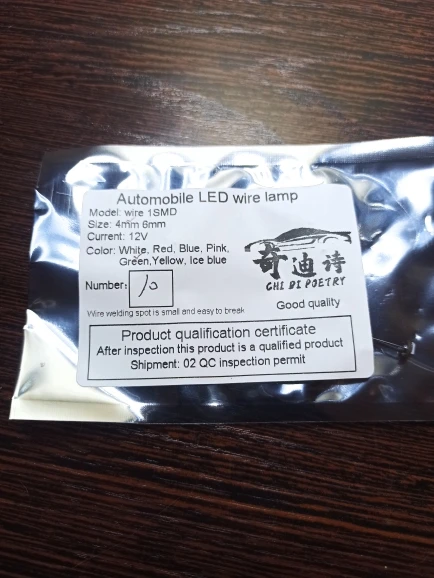 Automobile LED wire lamp
Model: wire 1SMD
Size: 4mm 6mm
Current: 12V
Color: White, Red, Blue, Pink,
Green,Yellow, Ice blue
奇迪诗
CHI DI POETRY
Number: 10
Good quality
Wire welding spot is small and easy to break
Product qualification certificate
After inspection this product is a qualified product
Shipment: 02 QC inspection permit